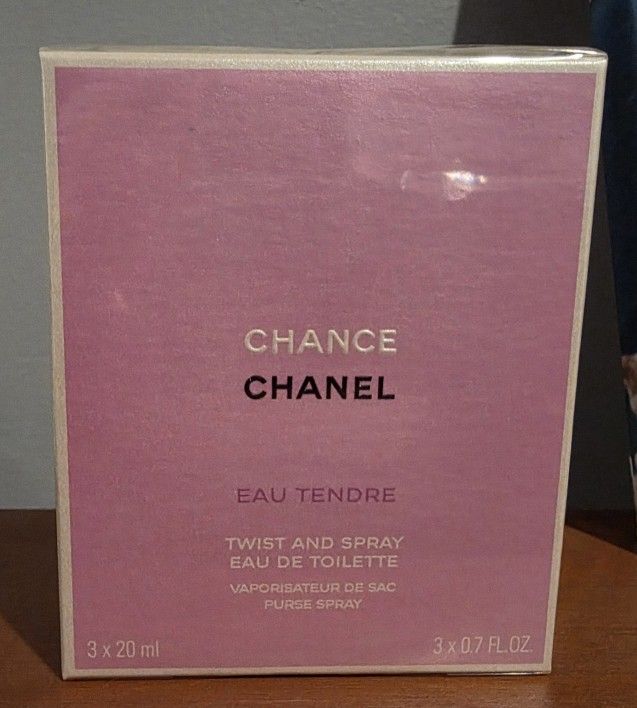 CHANCE
CHANEL
EAU TENDRE
TWIST AND SPRAY
EAU DE TOILETTE
VAPORISATEUR DE SAC
PURSE SPRAY
3 x 20 ml
3 x 0.7 FL.OZ.